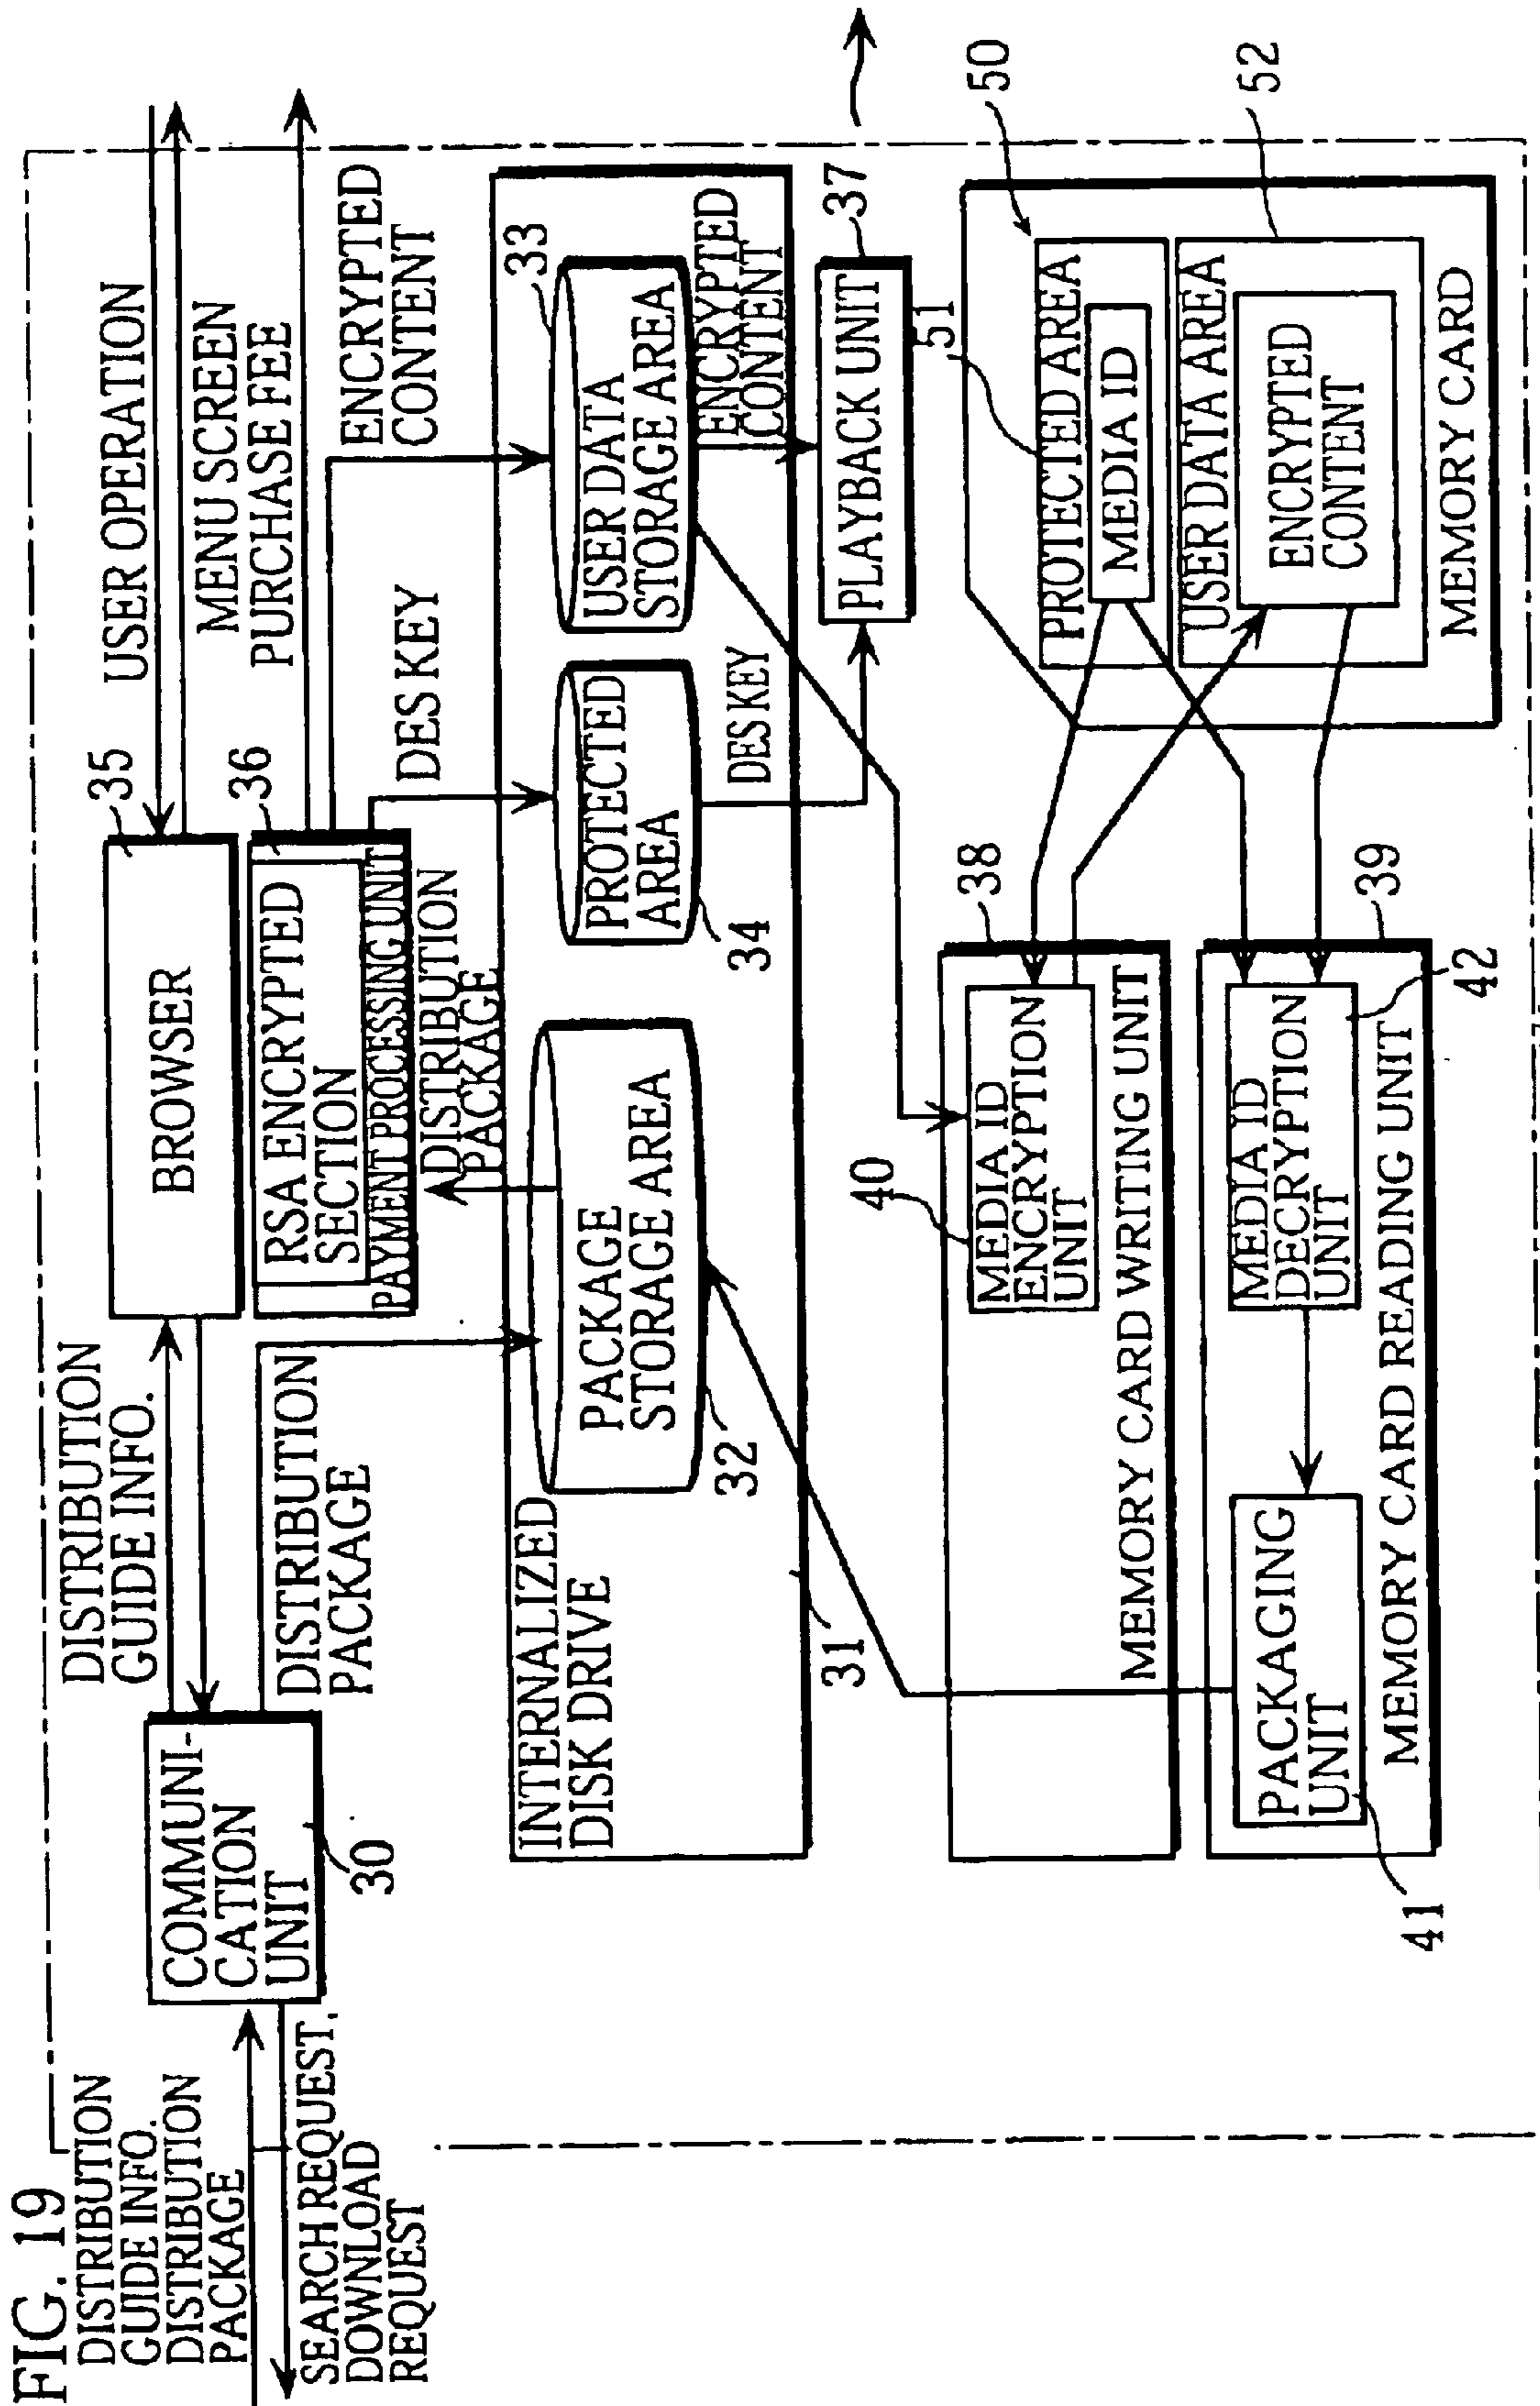 FIG. 19
DISTRIBUTION
GUIDE INFO.
DISTRIBUTION
PACKAGE
SEARCH REQUEST,
DOWNLOAD
REQUEST
COMMUNI-
CATION
UNIT
30
DISTRIBUTION
GUIDE INFO.
DISTRIBUTION
PACKAGE
BROWSER
35
USER OPERATION
MENU SCREEN
PURCHASE FEE
RSA ENCRYPTED
SECTION
36
PAYMENT PROCESSING UNIT
DISTRIBUTION
PACKAGE
DES KEY
ENCRYPTED
CONTENT
INTERNALIZED
DISK DRIVE
31
PACKAGE
STORAGE AREA
32
PROTECTED
AREA
34
USER DATA
STORAGE AREA
33
DES KEY
ENCRYPTED
CONTENT
PLAYBACK UNIT
37
MEDIA ID
ENCRYPTION
UNIT
40
38
MEMORY CARD WRITING UNIT
PACKAGING
UNIT
41
MEDIA ID
DECRYPTION
UNIT
42
39
MEMORY CARD READING UNIT
50
51
PROTECTED AREA
MEDIA ID
52
USER DATA AREA
ENCRYPTED
CONTENT
MEMORY CARD